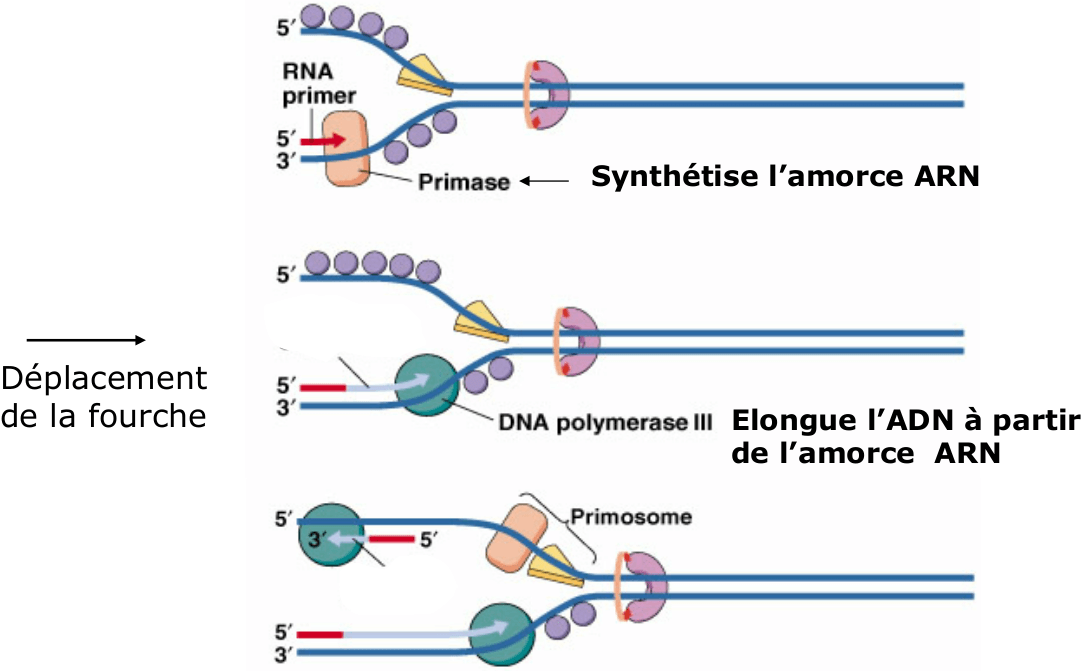 5′
RNA
primer
5′
3′
Primase
Synthétise l’amorce ARN
5′
Déplacement
de la fourche
5′
3′
DNA polymerase III
Elongue l’ADN à partir
de l’amorce ARN
5′
3′
5′
Primosome
5′
3′